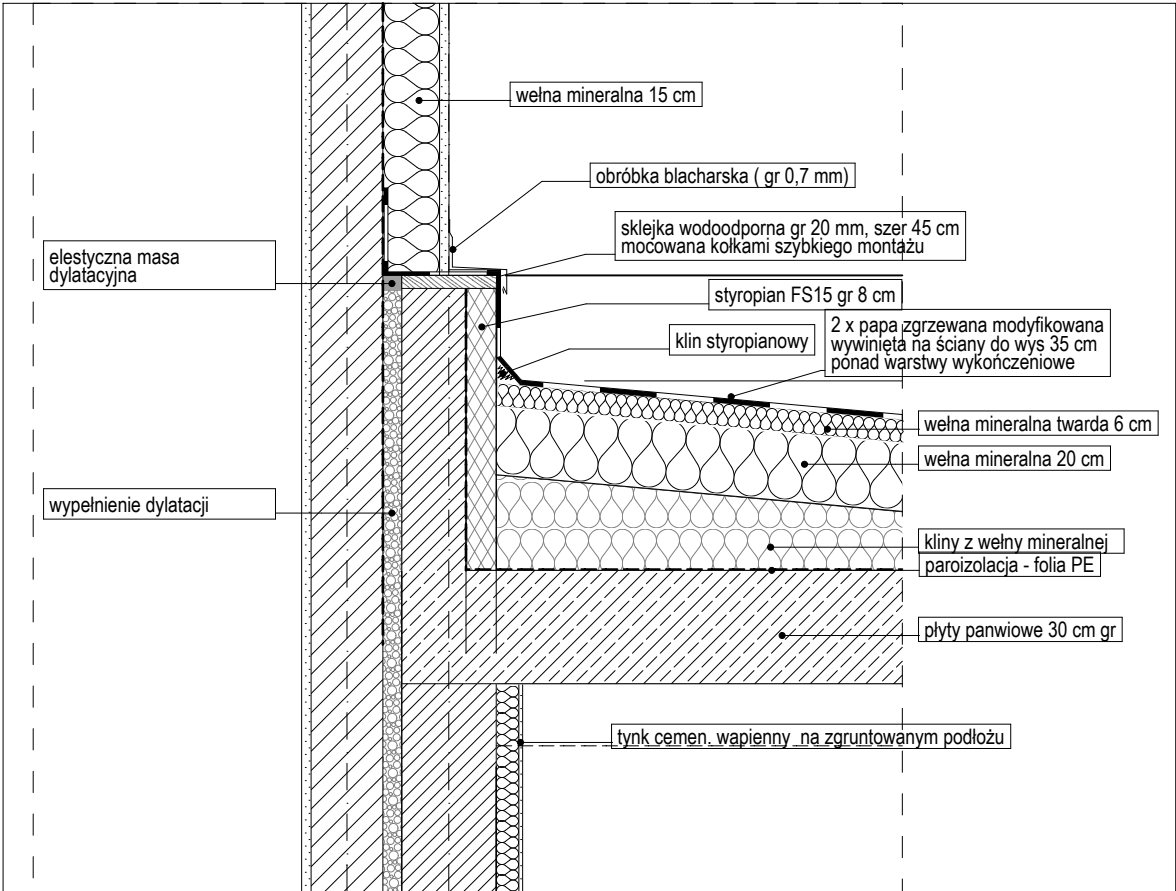 wełna mineralna 15 cm
obróbka blacharska ( gr 0,7 mm)
sklejka wodoodporna gr 20 mm, szer 45 cm
mocowana kołkami szybkiego montażu
elestyczna masa
dylatacyjna
styropian FS15 gr 8 cm
2 x papa zgrzewana modyfikowana
wywinięta na ściany do wys 35 cm
ponad warstwy wykończeniowe
klin styropianowy
wełna mineralna twarda 6 cm
wełna mineralna 20 cm
wypełnienie dylatacji
kliny z wełny mineralnej
paroizolacja - folia PE
płyty panwiowe 30 cm gr
tynk cemen. wapienny na zgruntowanym podłożu